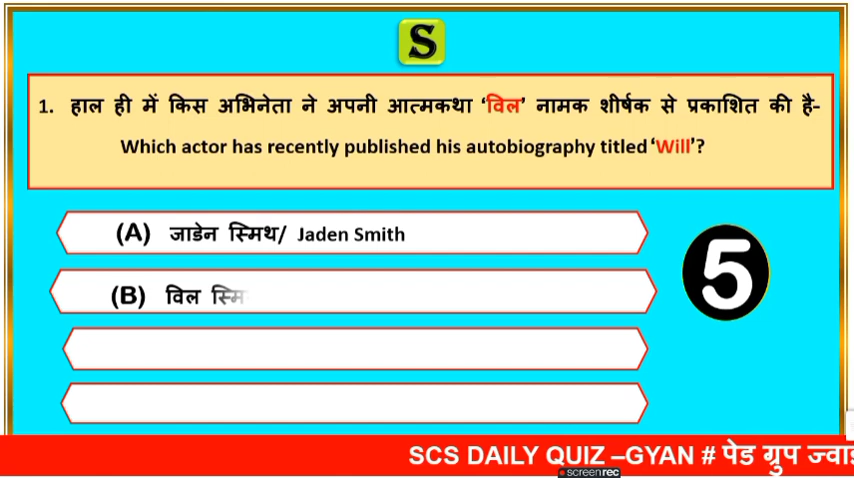 S
1. हाल ही में किस अभिनेता ने अपनी आत्मकथा ‘विल’ नामक शीर्षक से प्रकाशित की है-
Which actor has recently published his autobiography titled ‘Will’?
(A) जाडेन स्मिथ/ Jaden Smith
5
(B) विल
SCS DAILY QUIZ –GYAN # पेड ग्रुप
screenrec